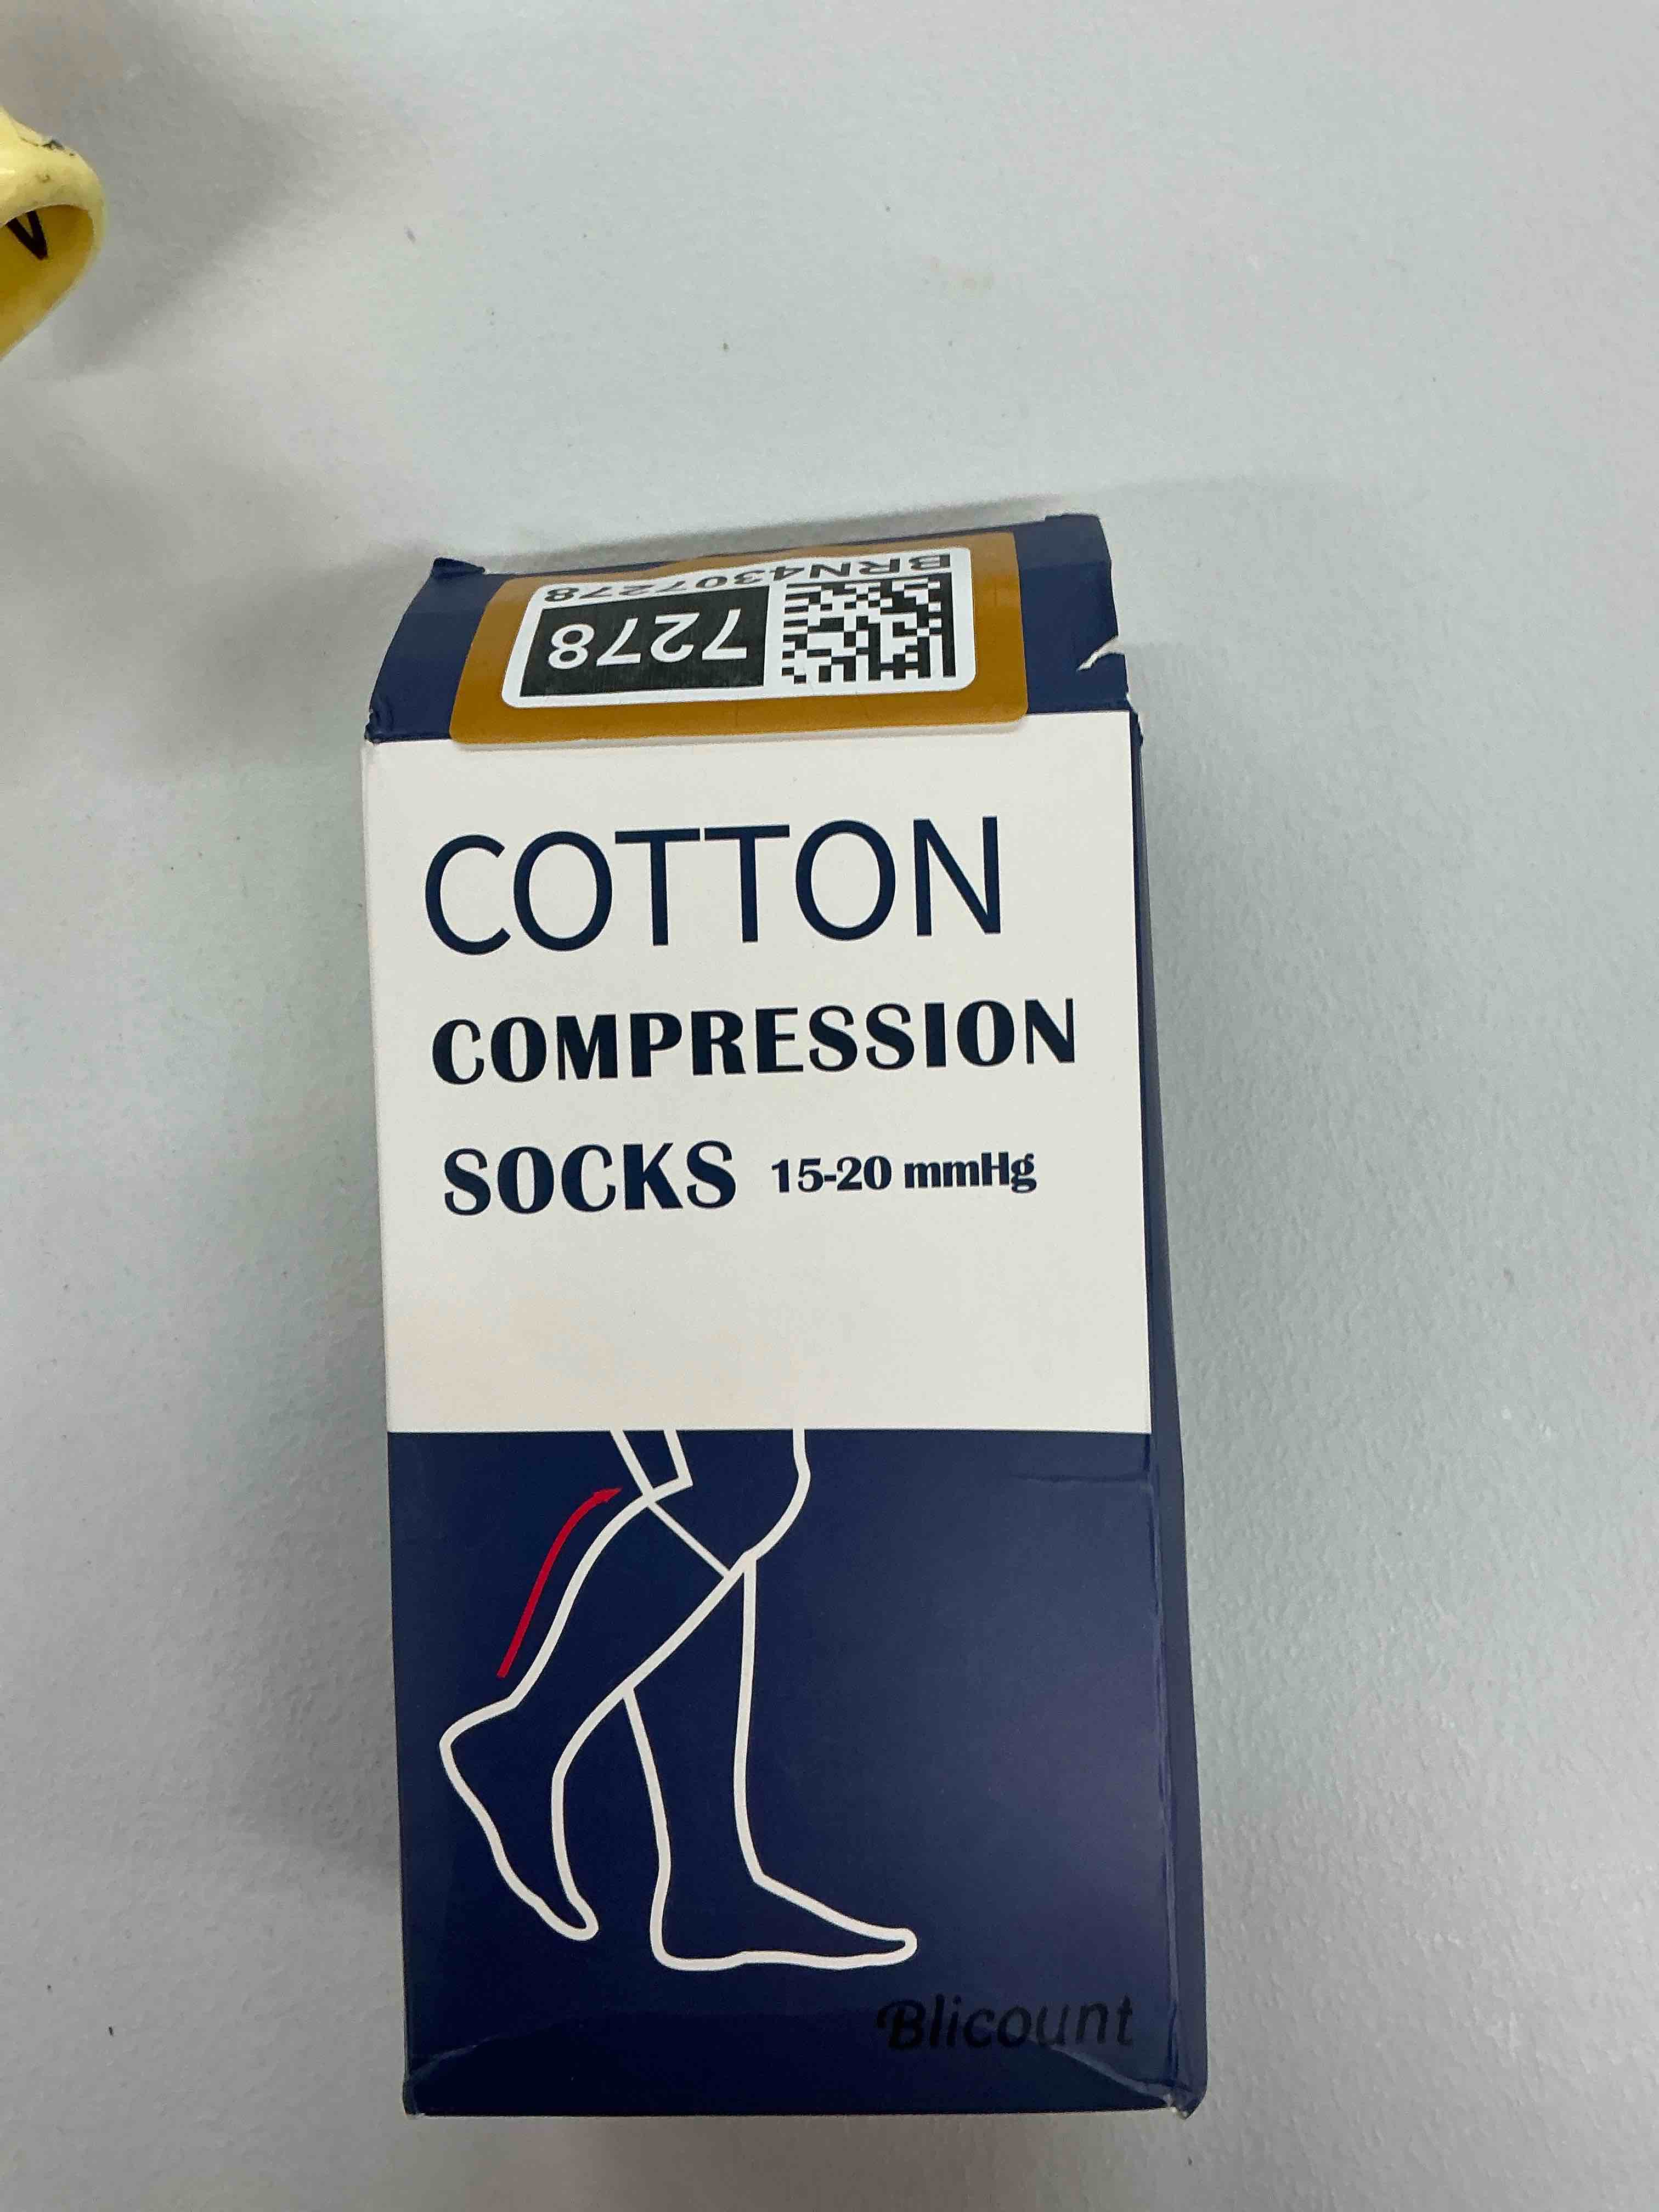 BRN4307278
7278
COTTON
COMPRESSION
SOCKS 15-20 mmHg
Blicount